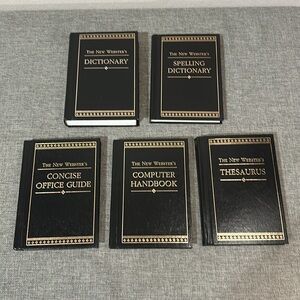 The New Webster's
DICTIONARY
The New Webster's
SPELLING
DICTIONARY
The New Webster's
CONCISE
OFFICE GUIDE
The New Webster's
COMPUTER
HANDBOOK
The New Webster's
THESAURUS